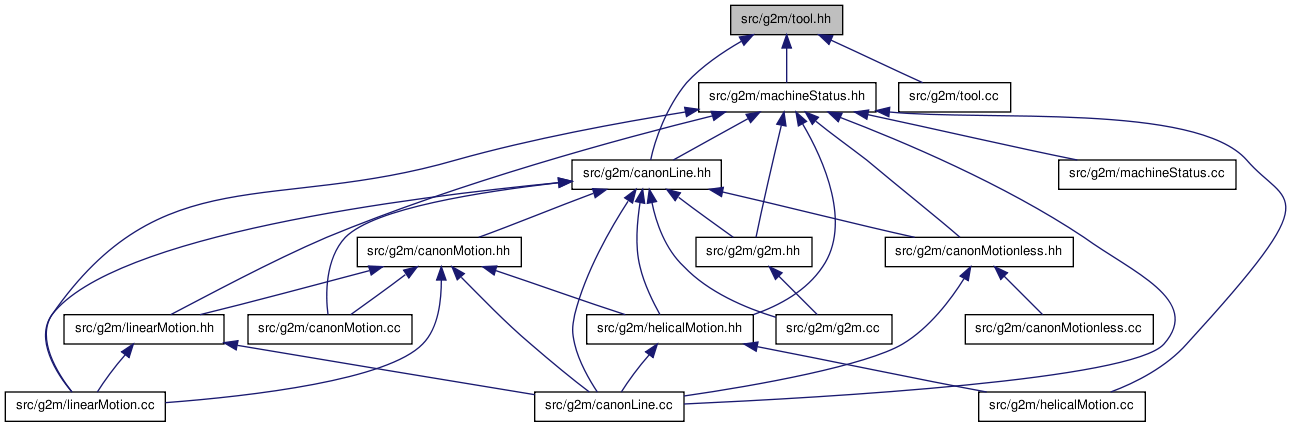 src/g2m/tool.hh
src/g2m/machineStatus.hh
src/g2m/tool.cc
src/g2m/canonLine.hh
src/g2m/machineStatus.cc
src/g2m/canonMotion.hh
src/g2m/g2m.hh
src/g2m/canonMotionless.hh
src/g2m/linearMotion.hh
src/g2m/canonMotion.cc
src/g2m/helicalMotion.hh
src/g2m/g2m.cc
src/g2m/canonMotionless.cc
src/g2m/linearMotion.cc
src/g2m/canonLine.cc
src/g2m/helicalMotion.cc